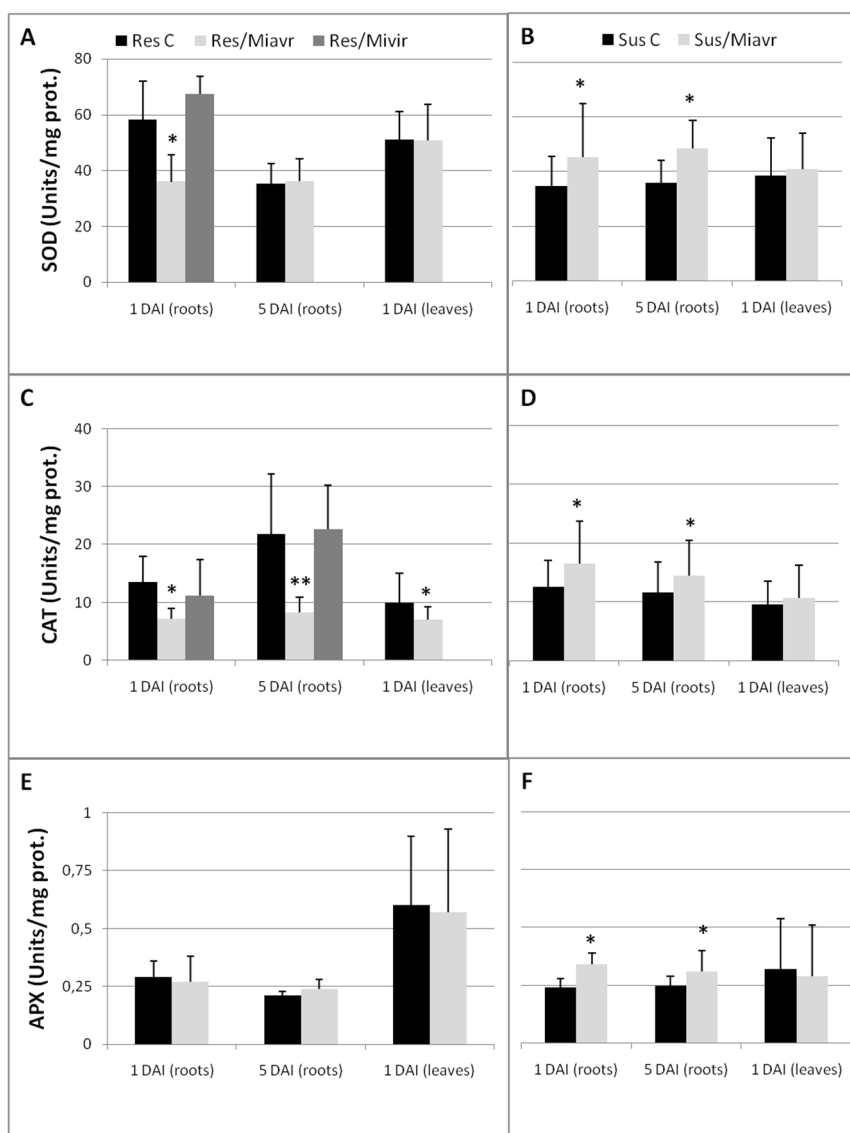 A
Res C Res/Miavr Res/Mivir
SOD (Units/mg prot.)
80
60
40
20
0
*
1 DAI (roots) 5 DAI (roots) 1 DAI (leaves)
B
Sus C Sus/Miavr
* *
1 DAI (roots) 5 DAI (roots) 1 DAI (leaves)
C
CAT (Units/mg prot.)
40
30
20
10
0
* ** *
1 DAI (roots) 5 DAI (roots) 1 DAI (leaves)
D
* *
1 DAI (roots) 5 DAI (roots) 1 DAI (leaves)
E
APX (Units/mg prot.)
1
0,75
0,5
0,25
0
1 DAI (roots) 5 DAI (roots) 1 DAI (leaves)
F
* *
1 DAI (roots) 5 DAI (roots) 1 DAI (leaves)